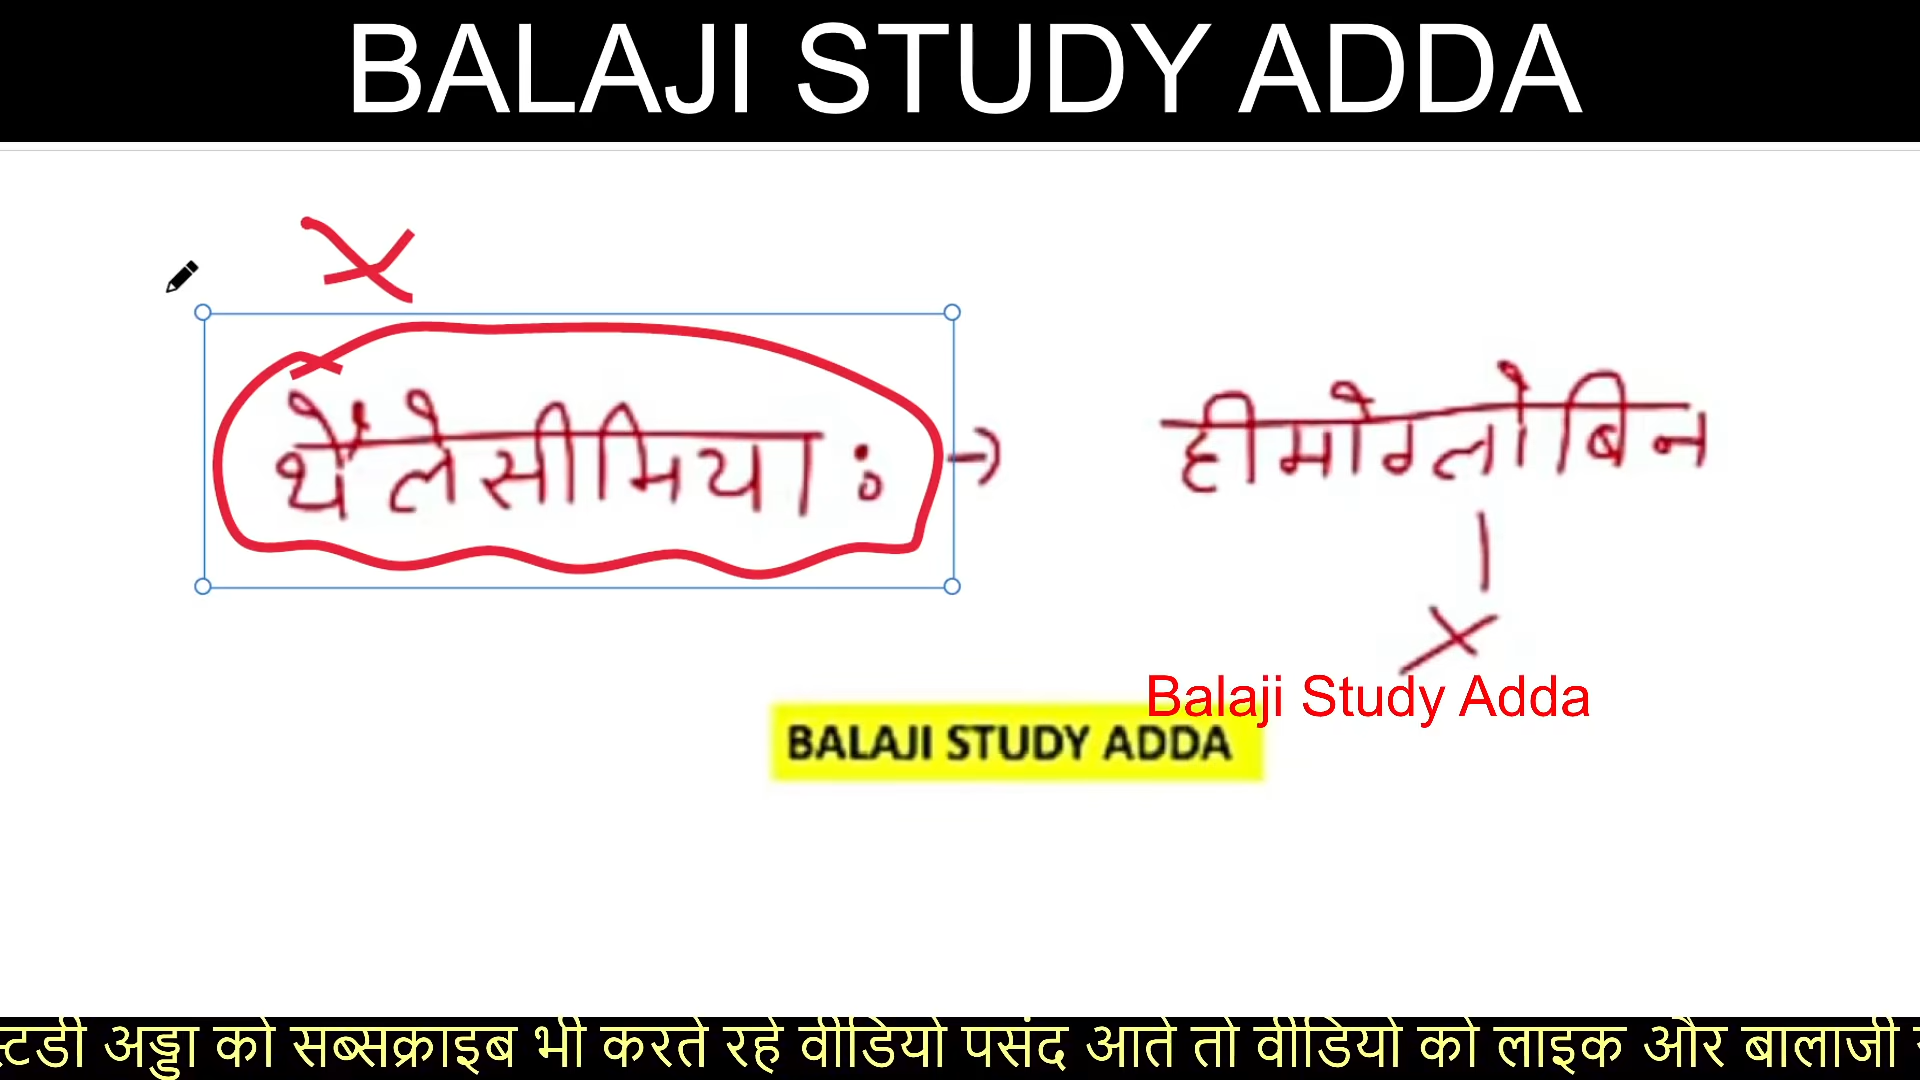 BALAJI STUDY ADDA
थैलेसीमिया : → हीमोग्लोबिन
Balaji Study Adda
BALAJI STUDY ADDA
स्टडी अड्डा को सब्सक्राइब भी करते रहे वीडियो पसंद आते तो वीडियो को लाइक और बालाजी